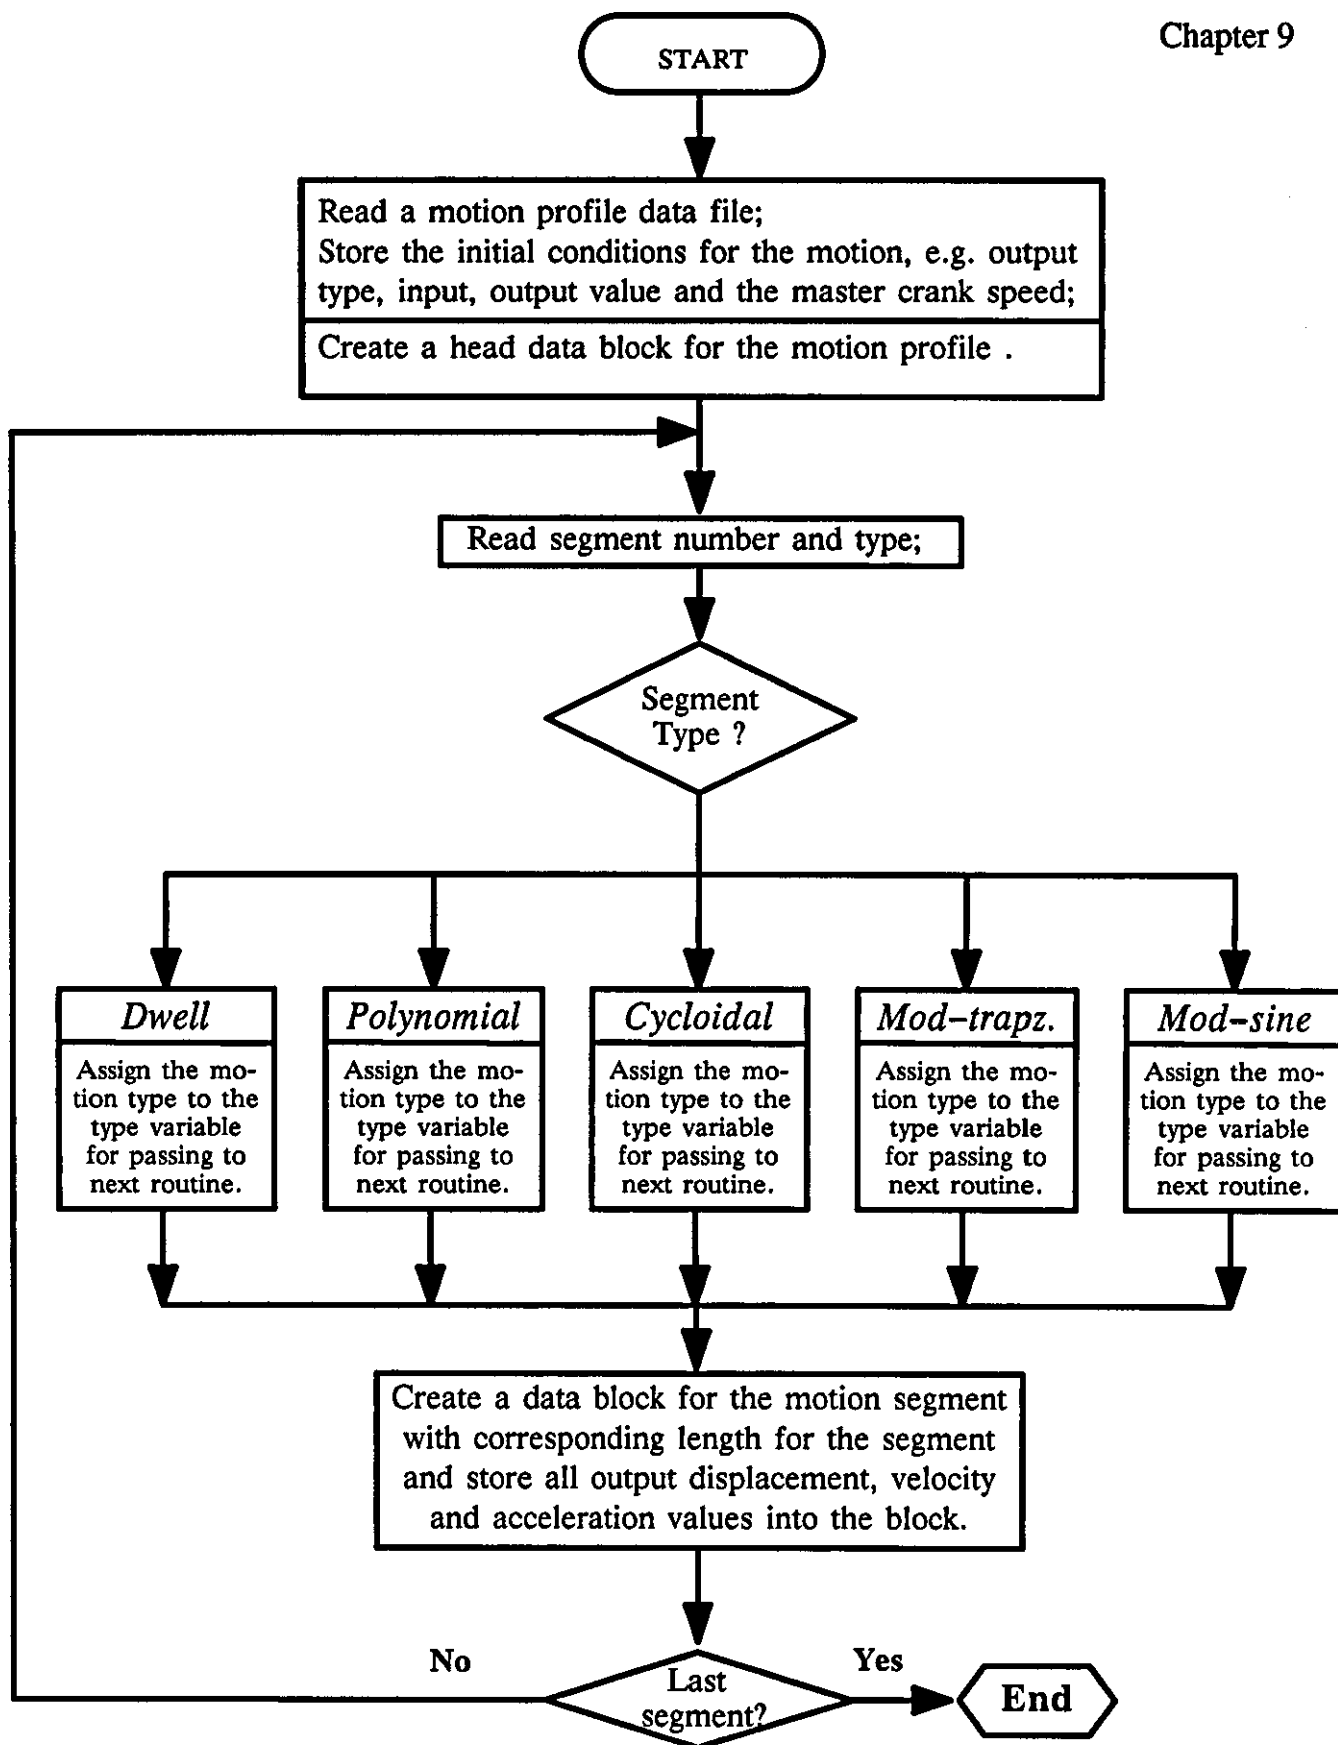 Chapter 9
START
Read a motion profile data file;
Store the initial conditions for the motion, e.g. output
type, input, output value and the master crank speed;
Create a head data block for the motion profile .
Read segment number and type;
Segment
Type ?
Dwell
Assign the mo-
tion type to the
type variable
for passing to
next routine.
Polynomial
Assign the mo-
tion type to the
type variable
for passing to
next routine.
Cycloidal
Assign the mo-
tion type to the
type variable
for passing to
next routine.
Mod-trapz.
Assign the mo-
tion type to the
type variable
for passing to
next routine.
Mod-sine
Assign the mo-
tion type to the
type variable
for passing to
next routine.
Create a data block for the motion segment
with corresponding length for the segment
and store all output displacement, velocity
and acceleration values into the block.
No
Last
segment?
Yes
End